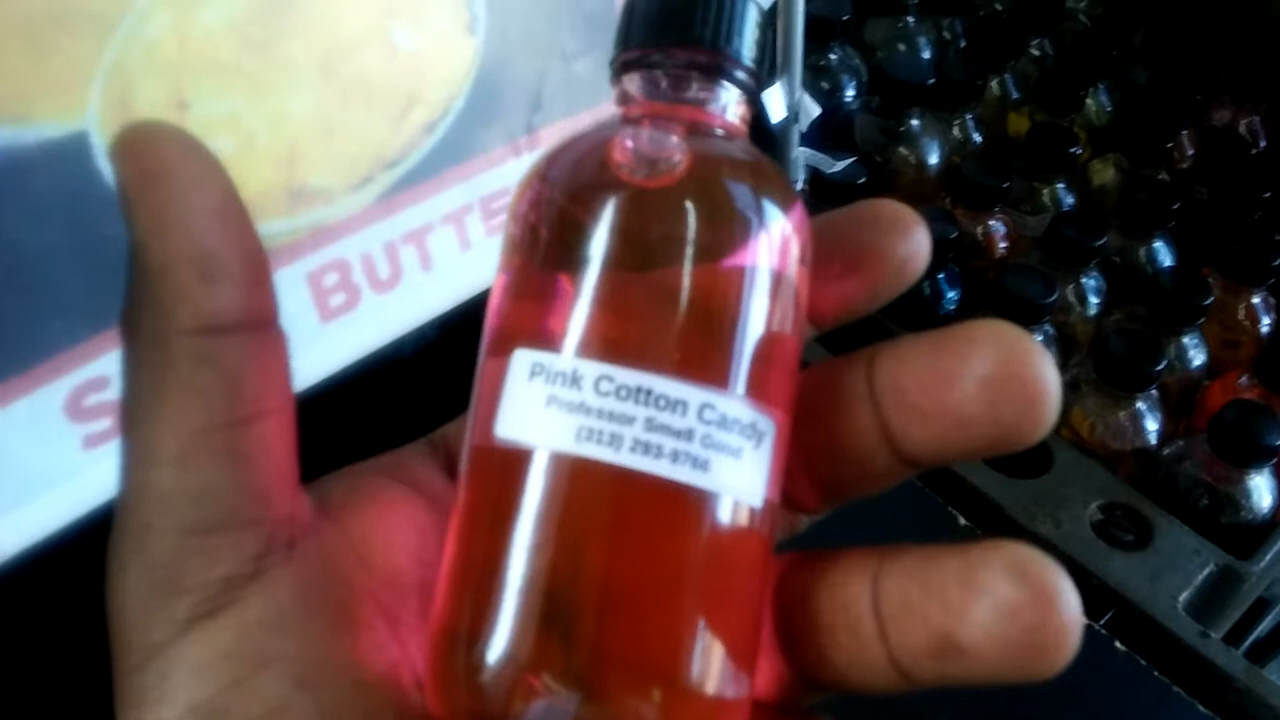 BUTTE
S
Pink Cotton Candy
Professor Smell Good
(313) 293-9766